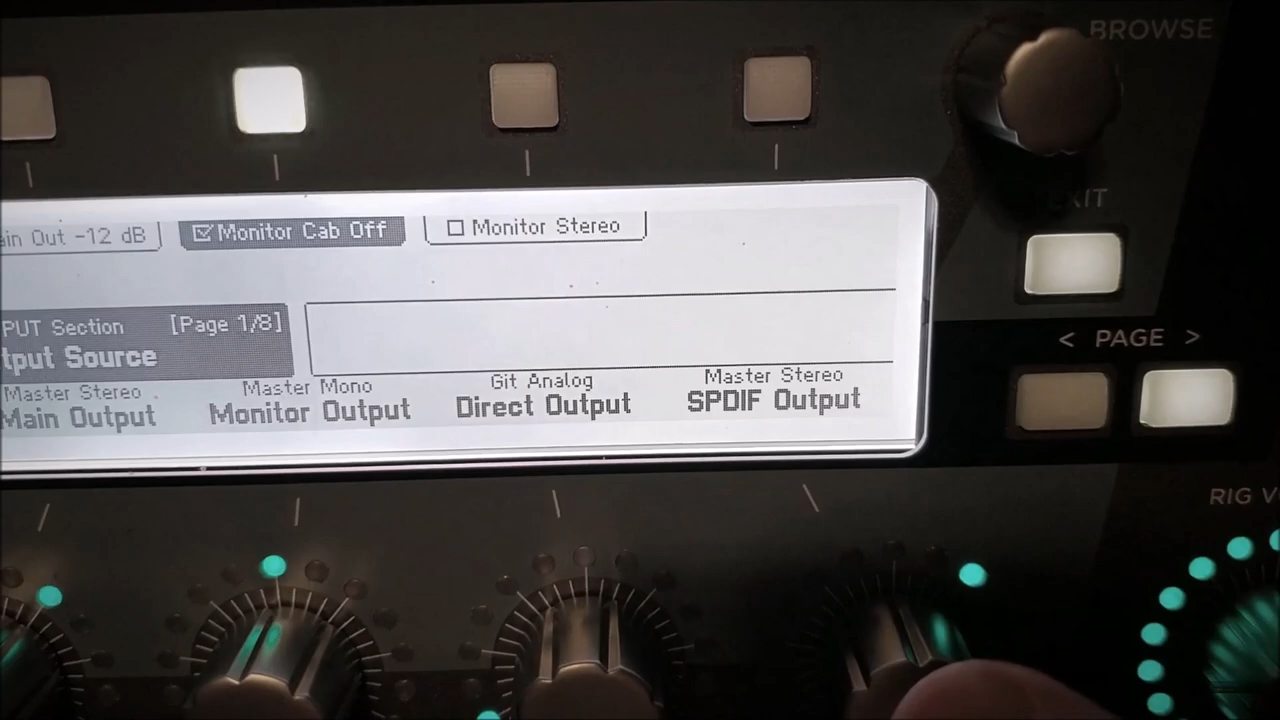 BROWSE
EXIT
ain Out -12 dB
Monitor Cab Off
Monitor Stereo
< PAGE >
PUT Section [Page 1/8]
tput Source
Master Stereo
Main Output
Master Mono
Monitor Output
Git Analog
Direct Output
Master Stereo
SPDIF Output
RIG V